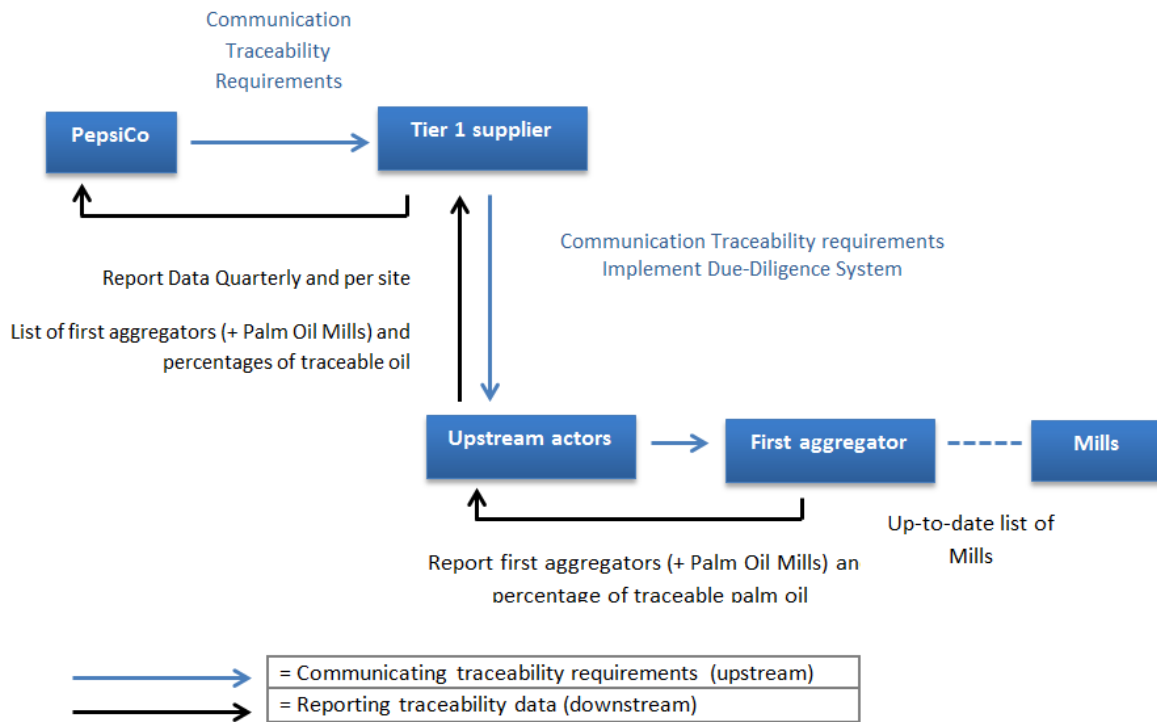 Communication
Traceability
Requirements
PepsiCo
Tier 1 supplier
Communication Traceability requirements
Implement Due-Diligence System
Report Data Quarterly and per site
List of first aggregators (+ Palm Oil Mills) and
percentages of traceable oil
Upstream actors
First aggregator
Mills
Up-to-date list of
Mills
Report first aggregators (+ Palm Oil Mills) an
percentage of traceable palm oil
= Communicating traceability requirements (upstream)
= Reporting traceability data (downstream)